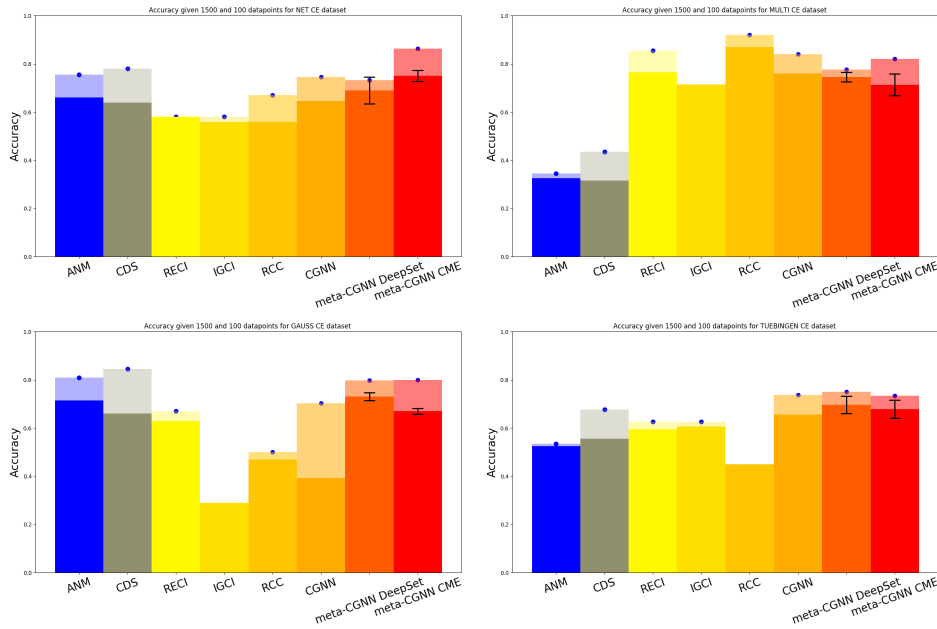 Accuracy given 1500 and 100 datapoints for NET CE dataset
1.0
0.8
0.6
0.4
0.2
0.0
Accuracy
ANM
CDS
RECI
IGCI
RCC
CGNN
meta-CGNN DeepSet
meta-CGNN CME
Accuracy given 1500 and 100 datapoints for MULTI CE dataset
1.0
0.8
0.6
0.4
0.2
0.0
Accuracy
ANM
CDS
RECI
IGCI
RCC
CGNN
meta-CGNN DeepSet
meta-CGNN CME
Accuracy given 1500 and 100 datapoints for GAUSS CE dataset
1.0
0.8
0.6
0.4
0.2
0.0
Accuracy
ANM
CDS
RECI
IGCI
RCC
CGNN
meta-CGNN DeepSet
meta-CGNN CME
Accuracy given 1500 and 100 datapoints for TUEBINGEN CE dataset
1.0
0.8
0.6
0.4
0.2
0.0
Accuracy
ANM
CDS
RECI
IGCI
RCC
CGNN
meta-CGNN DeepSet
meta-CGNN CME